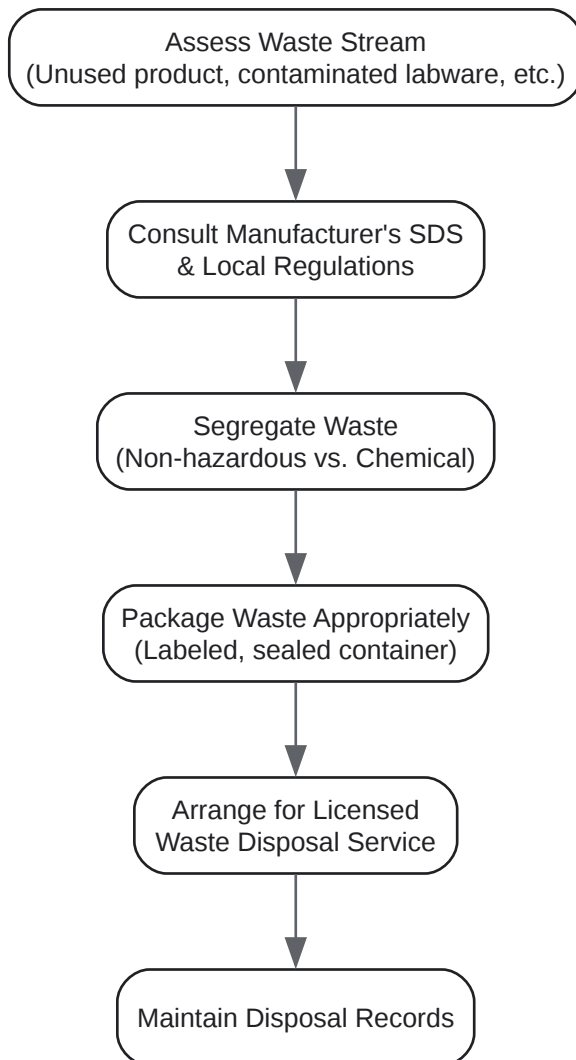 Assess Waste Stream
(Unused product, contaminated labware, etc.)
Consult Manufacturer's SDS
& Local Regulations
Segregate Waste
(Non-hazardous vs. Chemical)
Package Waste Appropriately
(Labeled, sealed container)
Arrange for Licensed
Waste Disposal Service
Maintain Disposal Records